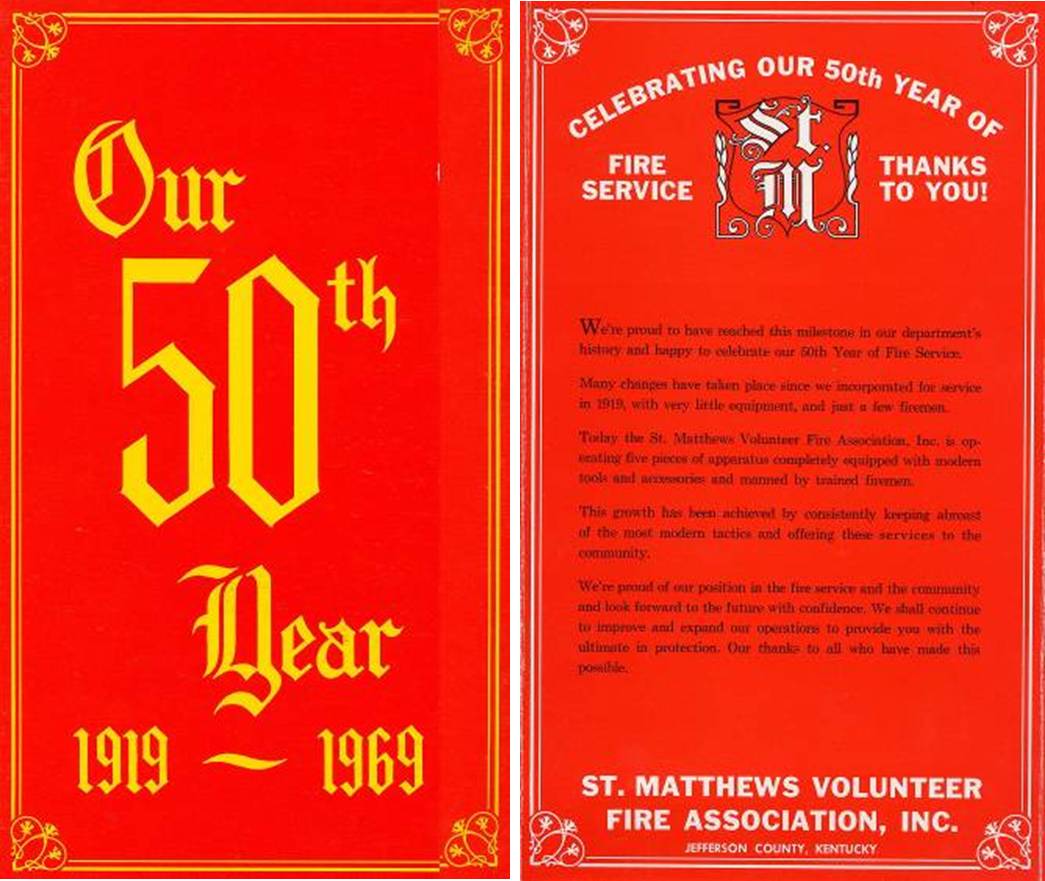 Our
50th
Year
1919 ~ 1969
CELEBRATING OUR 50th YEAR OF
FIRE
SERVICE
St.
M
THANKS
TO YOU!
We're proud to have reached this milestone in our department's
history and happy to celebrate our 50th Year of Fire Service.
Many changes have taken place since we incorporated for service
in 1919, with very little equipment, and just a few firemen.
Today the St. Matthews Volunteer Fire Association, Inc. is op-
erating five pieces of apparatus completely equipped with modern
tools and accessories and manned by trained firemen.
This growth has been achieved by consistently keeping abreast
of the most modern tactics and offering these services to the
community.
We're proud of our position in the fire service and the community
and look forward to the future with confidence. We shall continue
to improve and expand our operations to provide you with the
ultimate in protection. Our thanks to all who have made this
possible.
ST. MATTHEWS VOLUNTEER
FIRE ASSOCIATION, INC.
JEFFERSON COUNTY, KENTUCKY